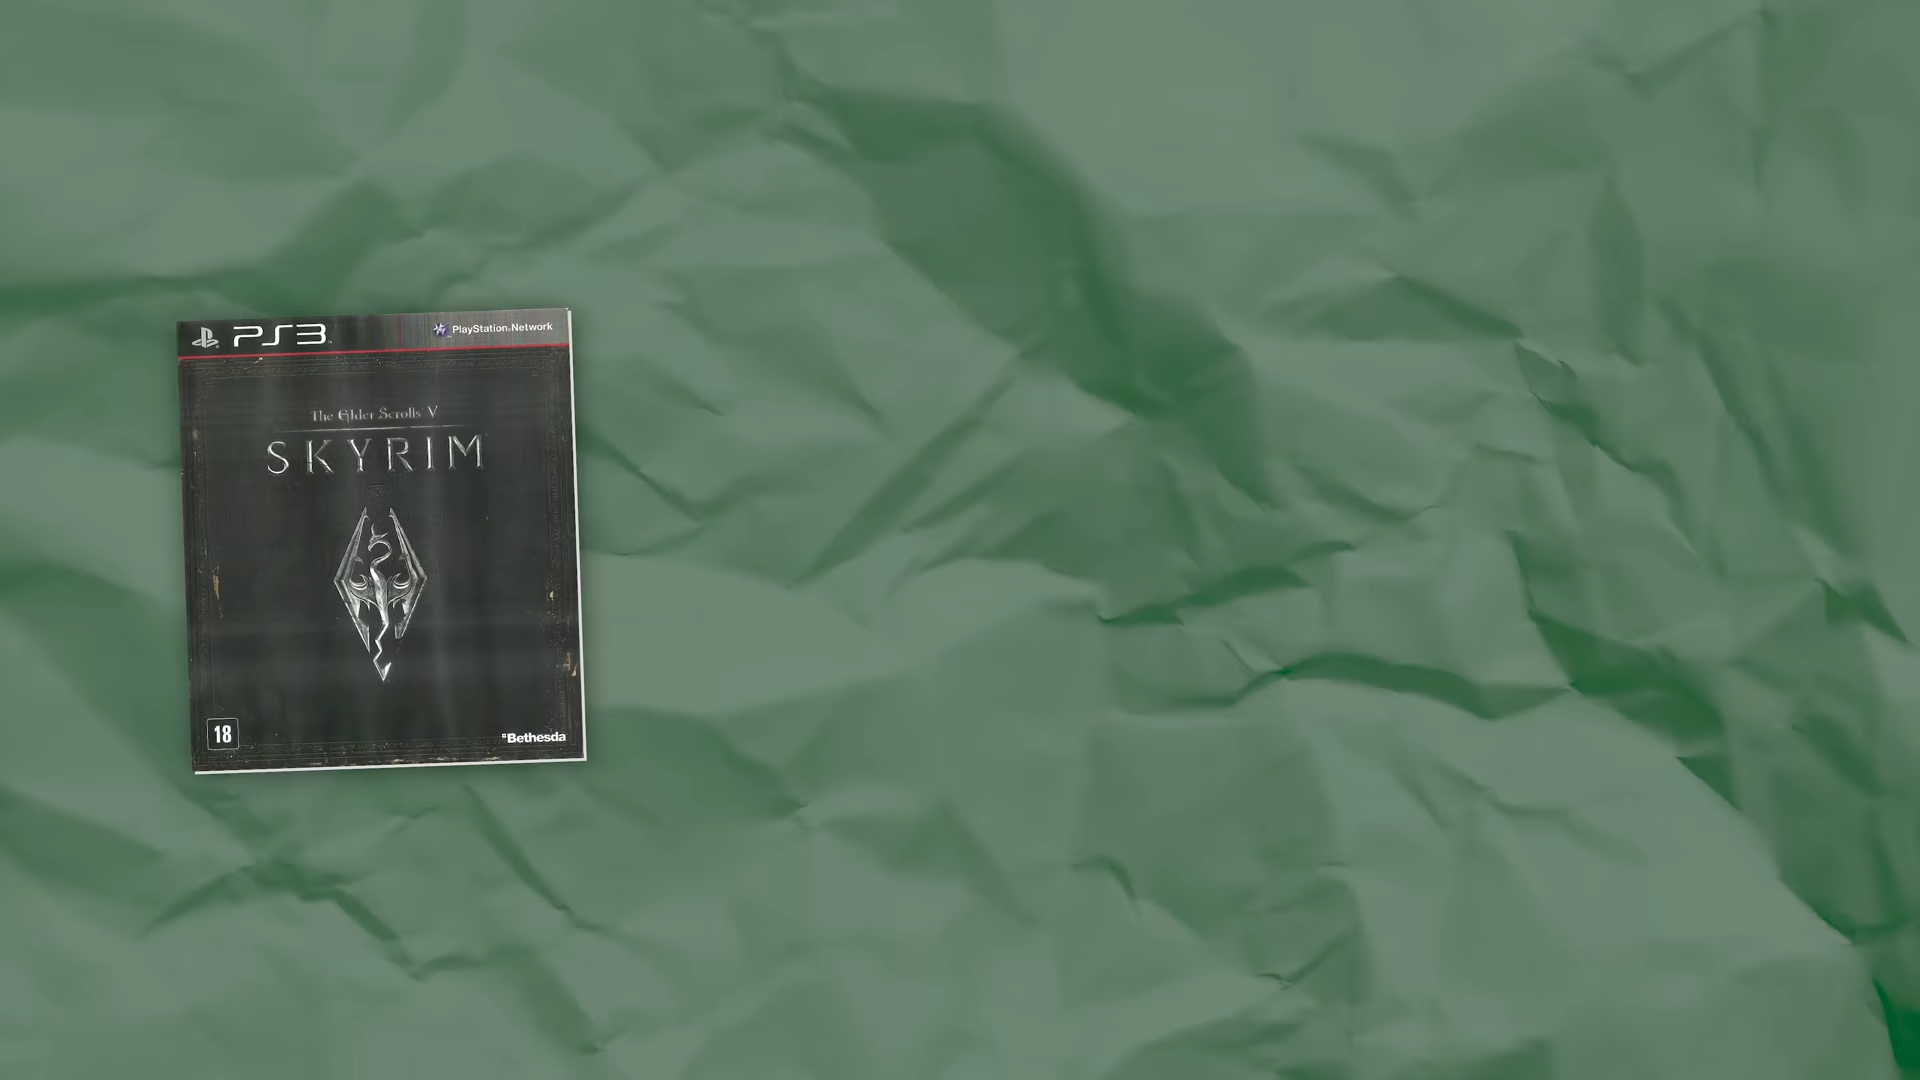 PS3
PlayStation Network
The Elder Scrolls V
SKYRIM
18
Bethesda